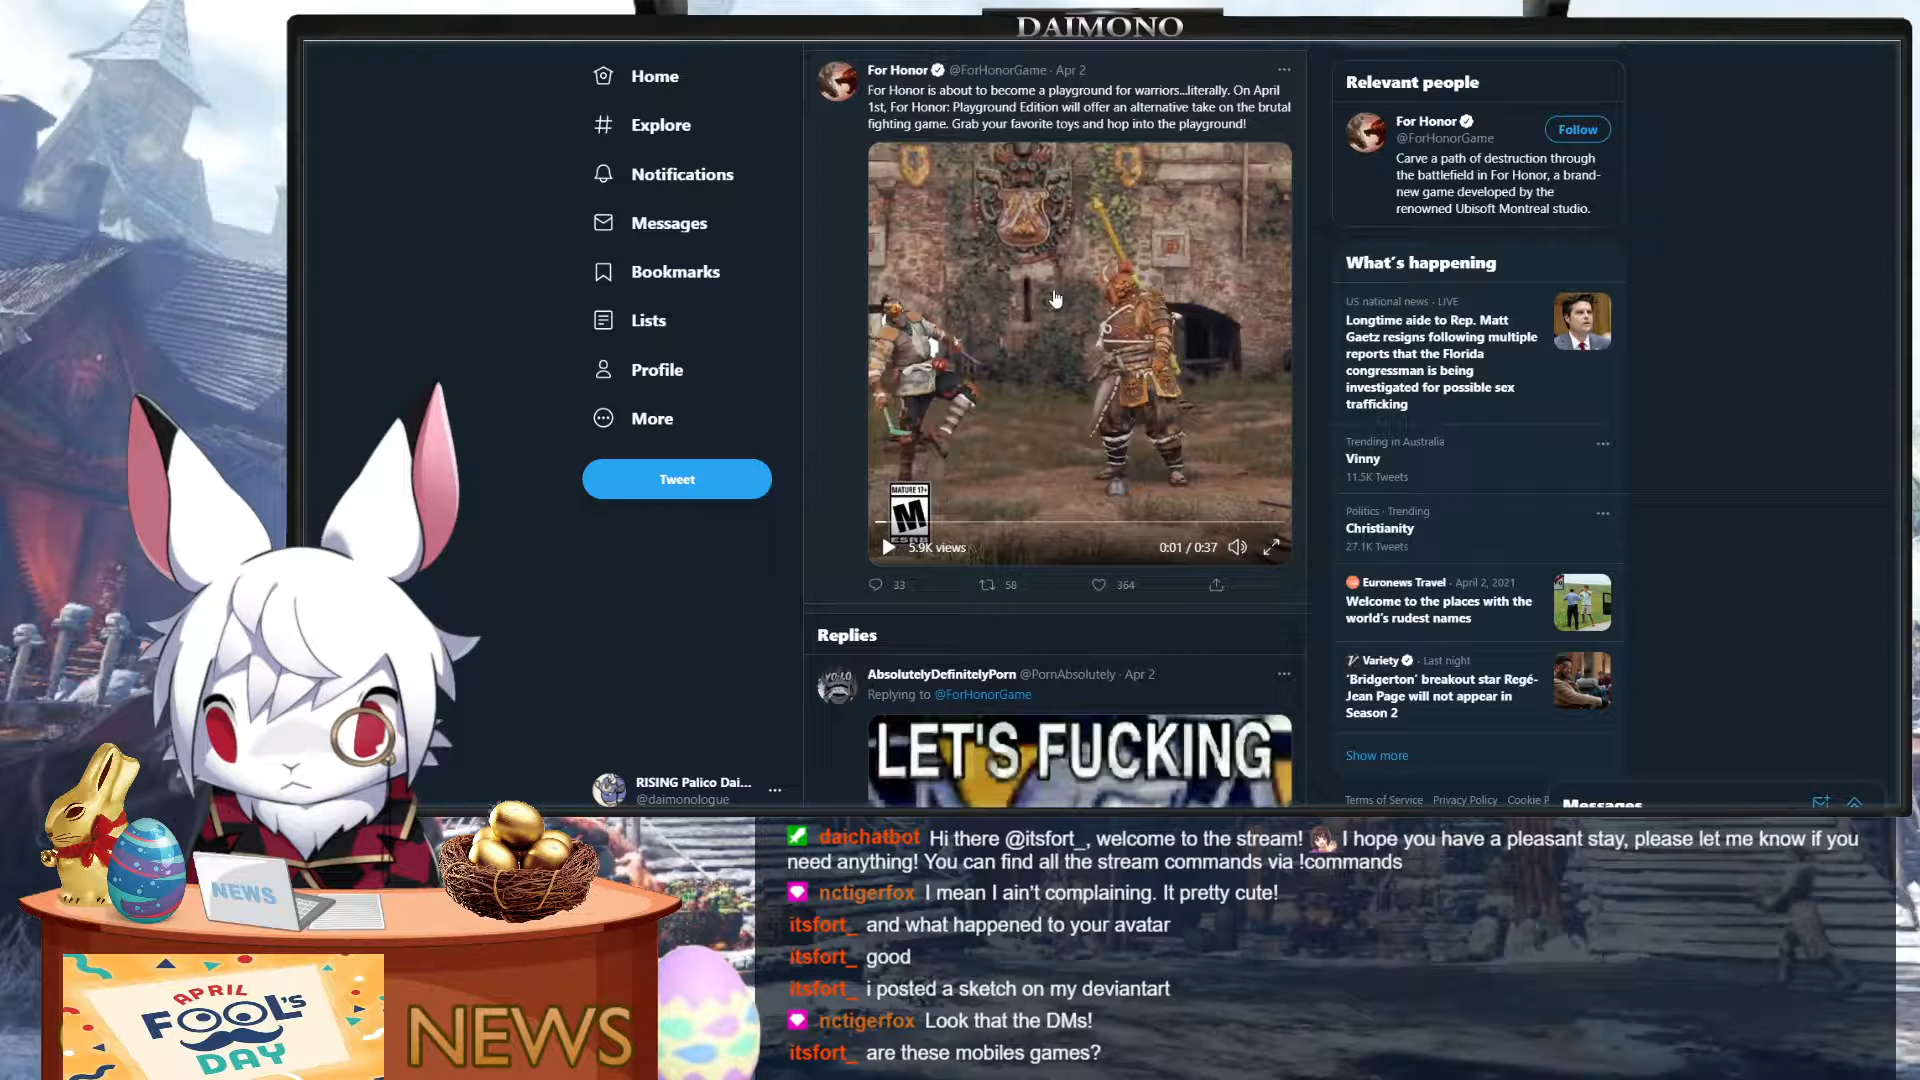 DAIMONO
Home
Explore
Notifications
Messages
Bookmarks
Lists
Profile
More
Tweet
RISING Palico Dai...
@daimonologue
For Honor @ForHonorGame · Apr 2
For Honor is about to become a playground for warriors...literally. On April
1st, For Honor: Playground Edition will offer an alternative take on the brutal
fighting game. Grab your favorite toys and hop into the playground!
MATURE 17+
M
ESRB
5.9K views
0:01 / 0:37
33
58
364
Replies
AbsolutelyDefinitelyPorn @PornAbsolutely · Apr 2
Replying to @ForHonorGame
YOLO
LET'S FUCKING
Relevant people
For Honor
@ForHonorGame
Follow
Carve a path of destruction through
the battlefield in For Honor, a brand-
new game developed by the
renowned Ubisoft Montreal studio.
What's happening
US national news · LIVE
Longtime aide to Rep. Matt
Gaetz resigns following multiple
reports that the Florida
congressman is being
investigated for possible sex
trafficking
Trending in Australia
Vinny
11.5K Tweets
Politics · Trending
Christianity
27.1K Tweets
Euronews Travel · April 2, 2021
Welcome to the places with the
world's rudest names
Variety · Last night
'Bridgerton' breakout star Regé-
Jean Page will not appear in
Season 2
Show more
Terms of Service Privacy Policy Cookie P
Messages
daichatbot Hi there @itsfort_, welcome to the stream! I hope you have a pleasant stay, please let me know if you
need anything! You can find all the stream commands via !commands
nctigerfox I mean I ain't complaining. It pretty cute!
itsfort_ and what happened to your avatar
itsfort_ good
itsfort_ i posted a sketch on my deviantart
nctigerfox Look that the DMs!
itsfort_ are these mobiles games?
NEWS
APRIL
FOOL'S
DAY
NEWS